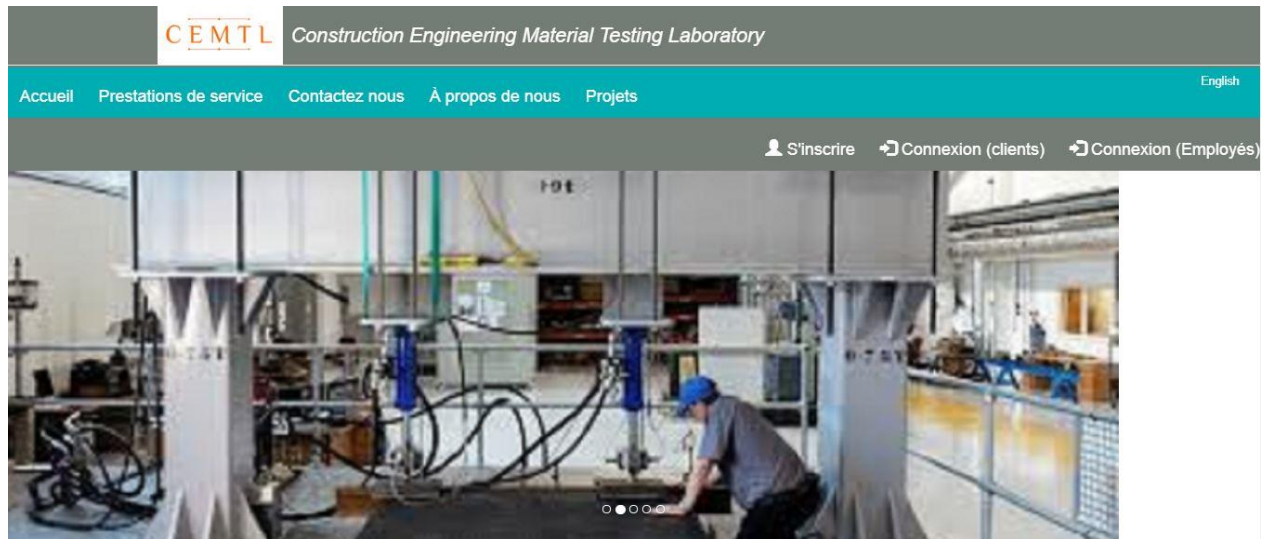 CEMTL Construction Engineering Material Testing Laboratory
English
Accueil Prestations de service Contactez nous À propos de nous Projets
S'inscrire Connexion (clients) Connexion (Employés)